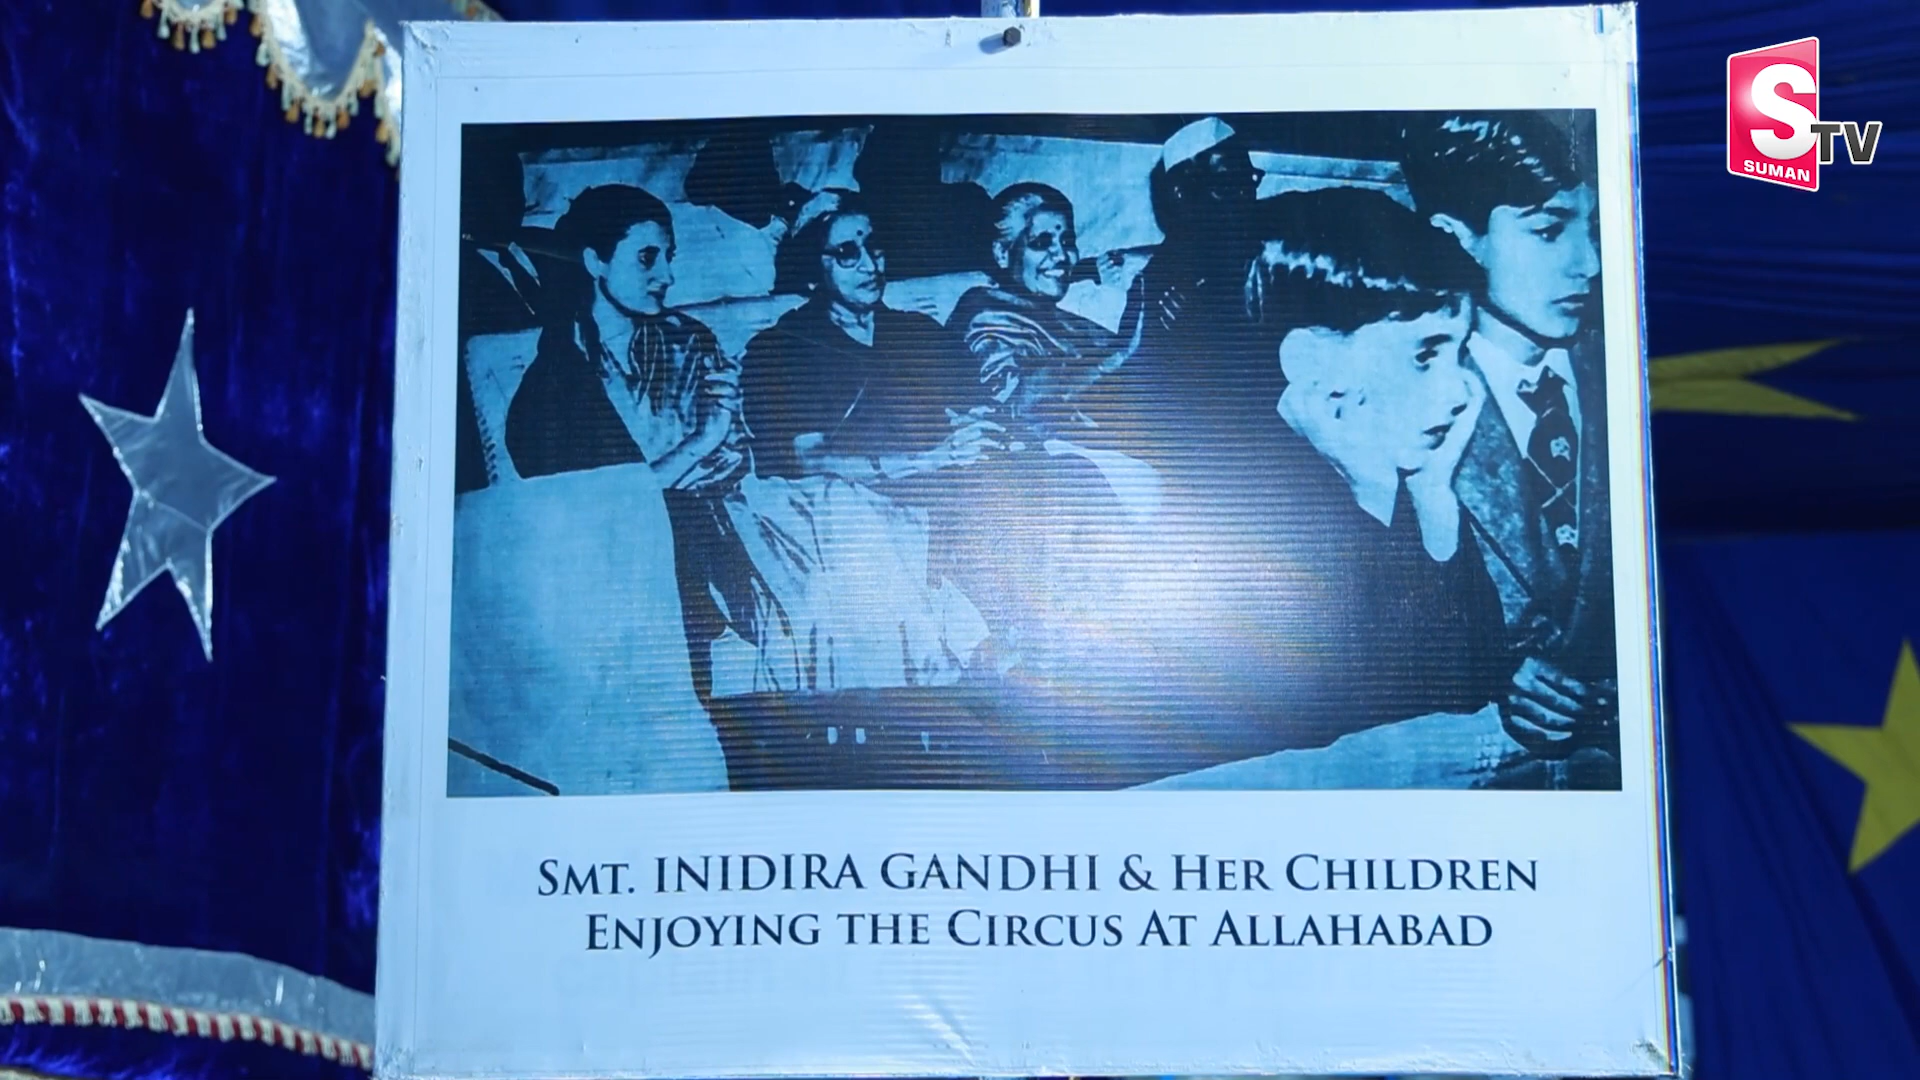 S
TV
SUMAN
SMT. INIDIRA GANDHI & HER CHILDREN
ENJOYING THE CIRCUS AT ALLAHABAD